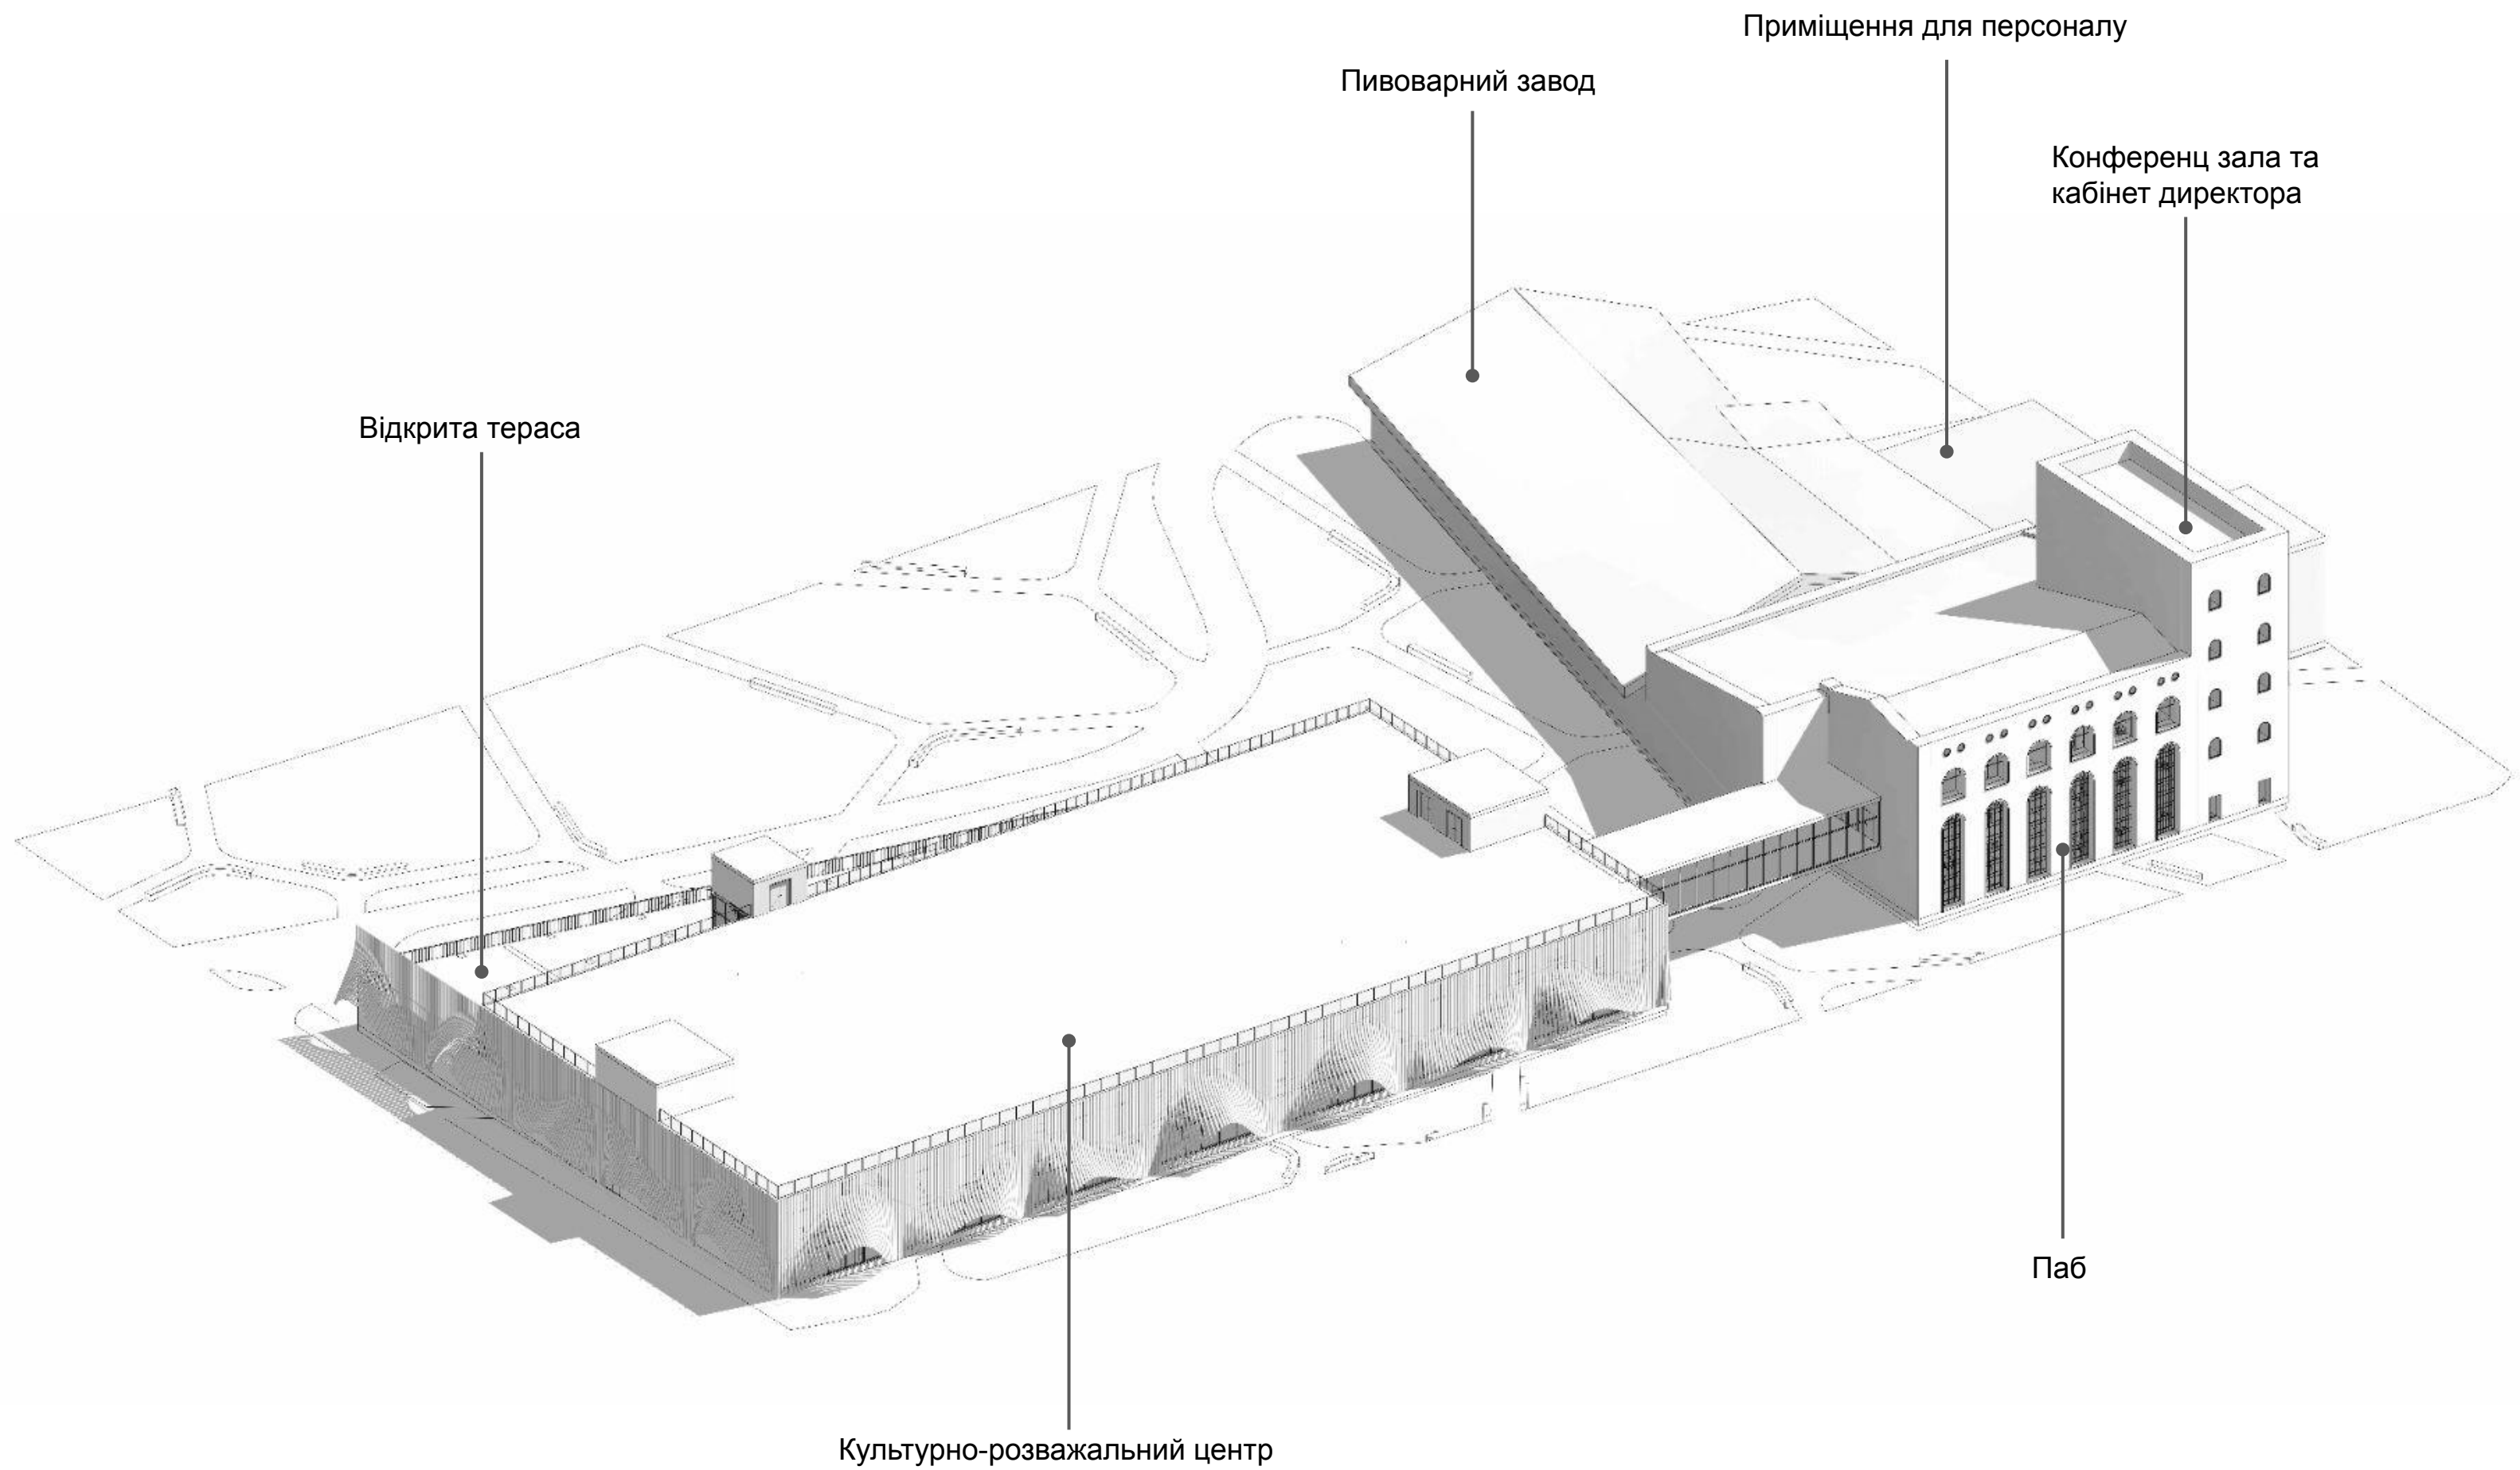 Приміщення для персоналу
Пивоварний завод
Конференц зала та
кабінет директора
Відкрита тераса
Паб
Культурно-розважальний центр